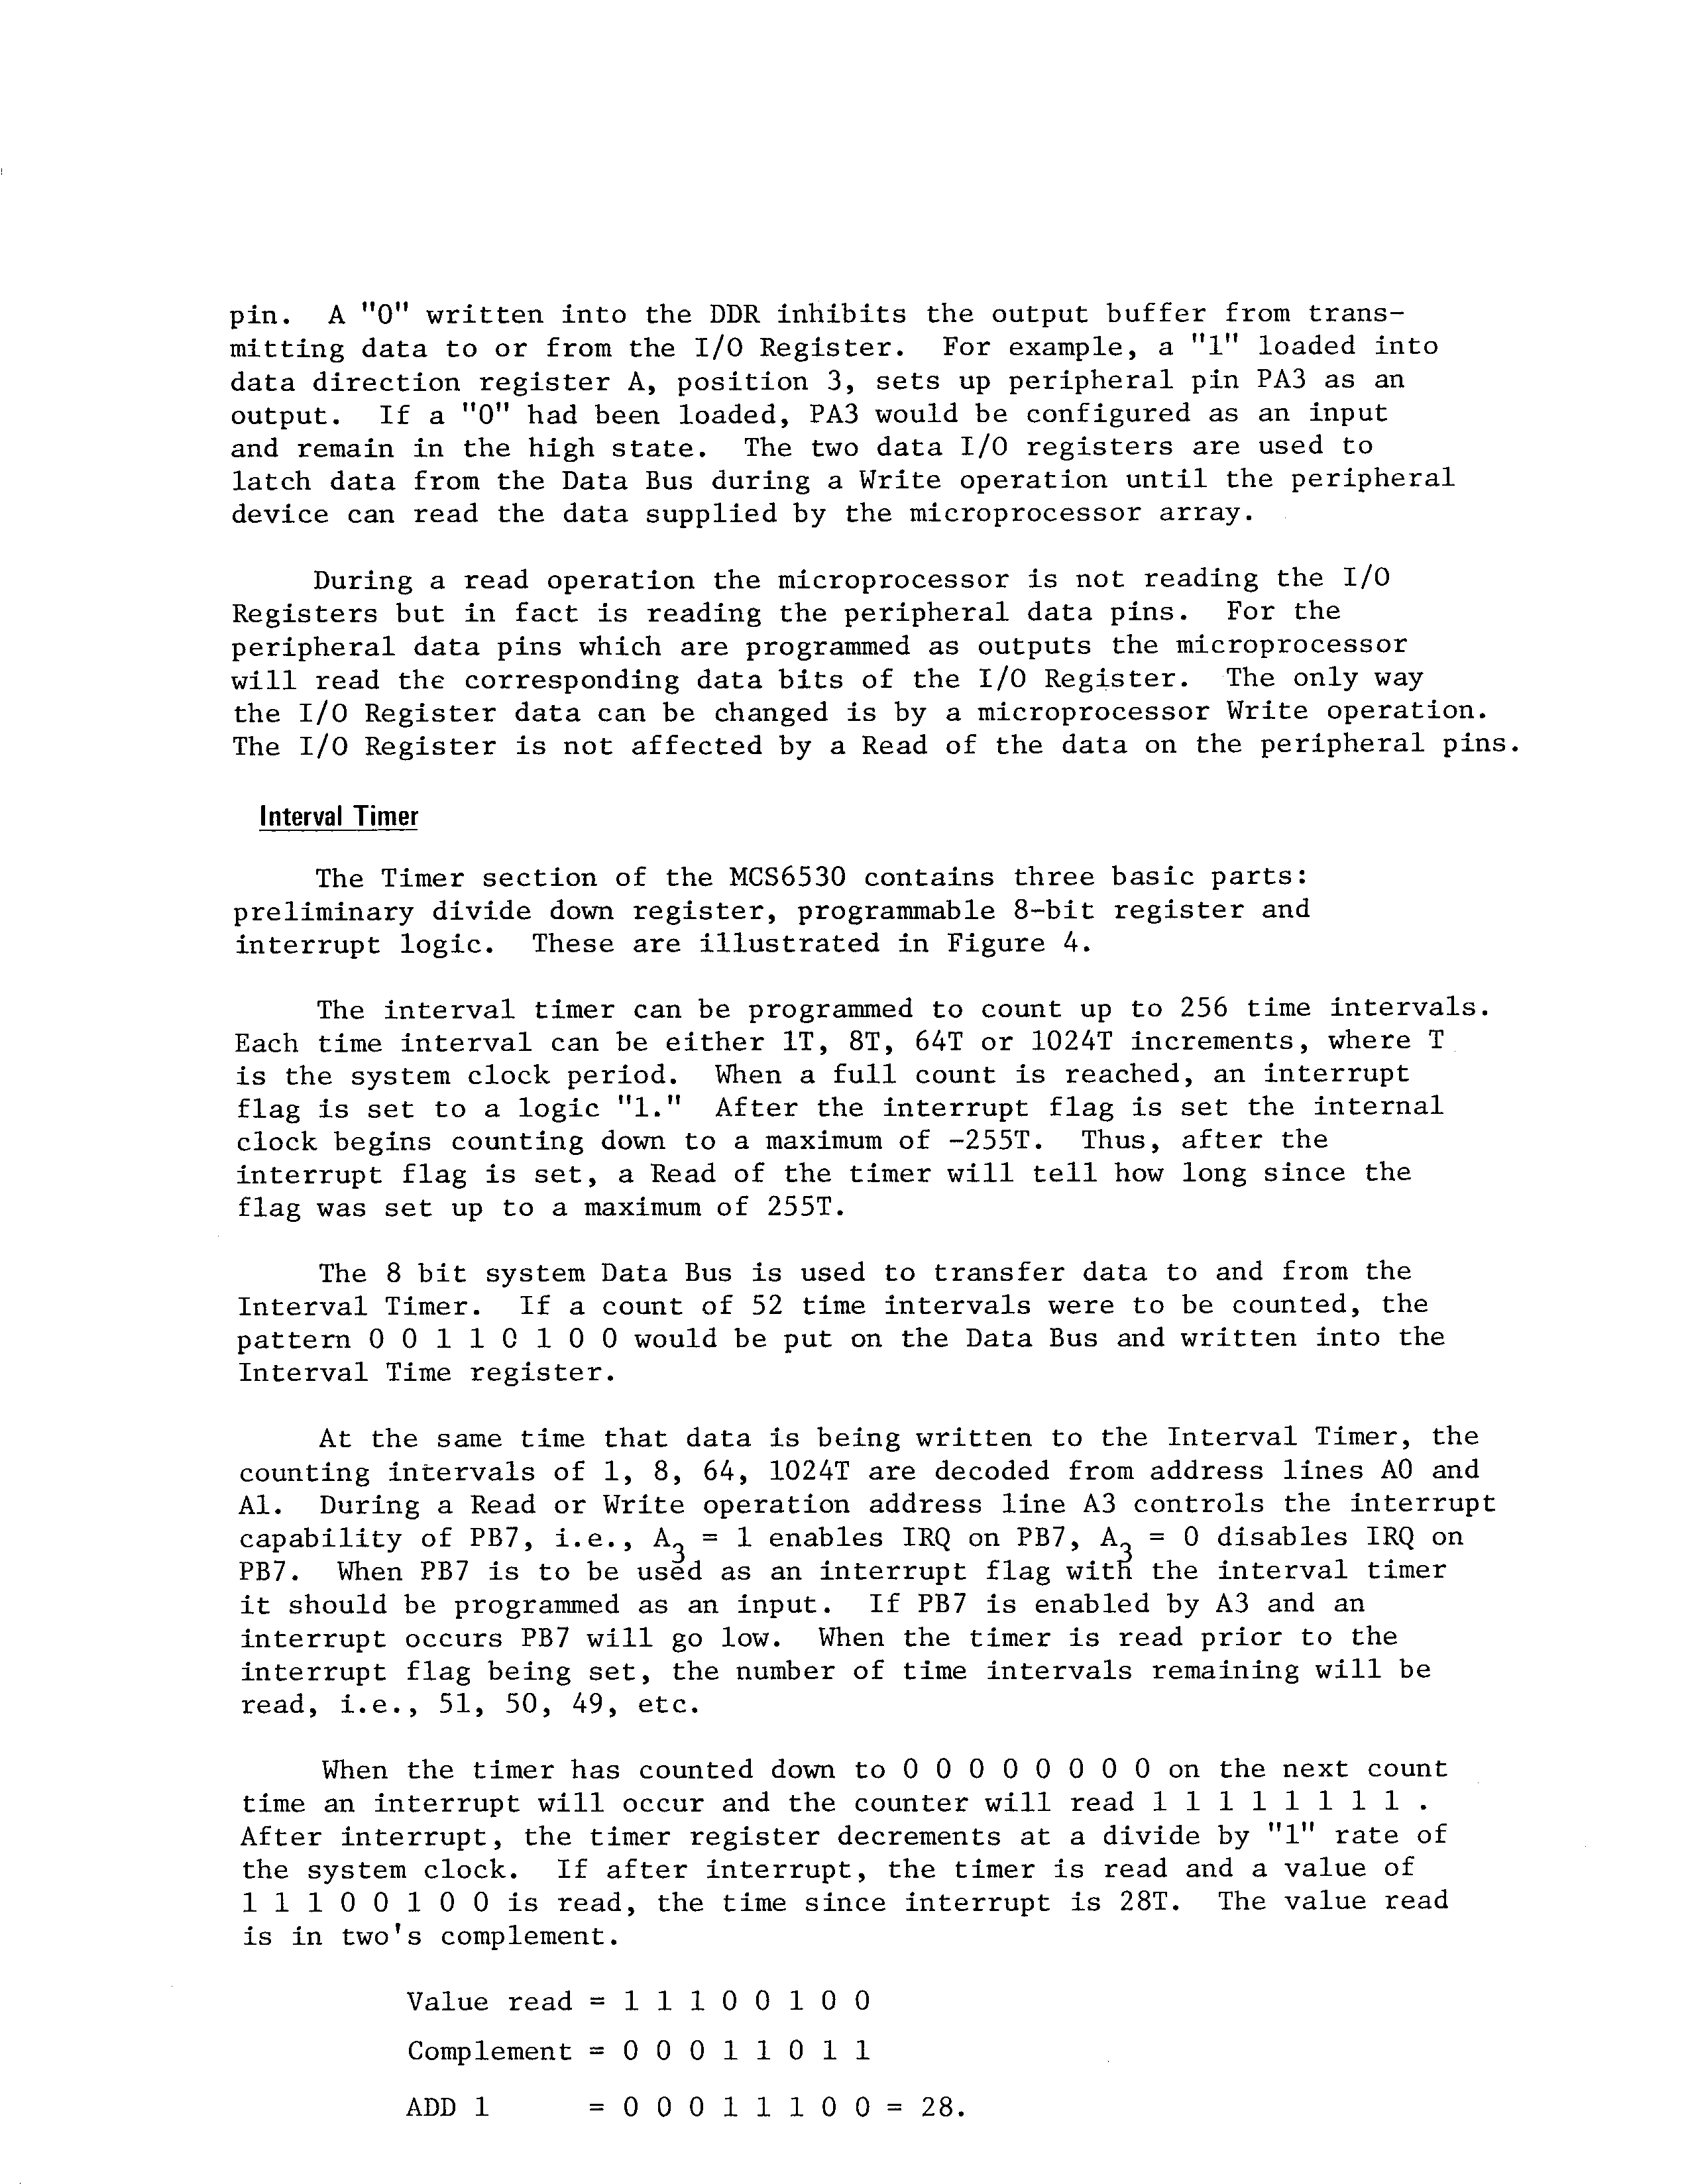 pin.  A "0" written into the DDR inhibits the output buffer from trans-
mitting data to or from the I/O Register.  For example, a "1" loaded into
data direction register A, position 3, sets up peripheral pin PA3 as an
output.  If a "0" had been loaded, PA3 would be configured as an input
and remain in the high state.  The two data I/O registers are used to
latch data from the Data Bus during a Write operation until the peripheral
device can read the data supplied by the microprocessor array.
During a read operation the microprocessor is not reading the I/O
Registers but in fact is reading the peripheral data pins.  For the
peripheral data pins which are programmed as outputs the microprocessor
will read the corresponding data bits of the I/O Register.  The only way
the I/O Register data can be changed is by a microprocessor Write operation.
The I/O Register is not affected by a Read of the data on the peripheral pins.
Interval Timer
The Timer section of the MCS6530 contains three basic parts:
preliminary divide down register, programmable 8-bit register and
interrupt logic.  These are illustrated in Figure 4.
The interval timer can be programmed to count up to 256 time intervals.
Each time interval can be either 1T, 8T, 64T or 1024T increments, where T
is the system clock period.  When a full count is reached, an interrupt
flag is set to a logic "1."  After the interrupt flag is set the internal
clock begins counting down to a maximum of -255T.  Thus, after the
interrupt flag is set, a Read of the timer will tell how long since the
flag was set up to a maximum of 255T.
The 8 bit system Data Bus is used to transfer data to and from the
Interval Timer.  If a count of 52 time intervals were to be counted, the
pattern 0 0 1 1 0 1 0 0 would be put on the Data Bus and written into the
Interval Time register.
At the same time that data is being written to the Interval Timer, the
counting intervals of 1, 8, 64, 1024T are decoded from address lines A0 and
A1.  During a Read or Write operation address line A3 controls the interrupt
capability of PB7, i.e., A3 = 1 enables IRQ on PB7, A3 = 0 disables IRQ on
PB7.  When PB7 is to be used as an interrupt flag with the interval timer
it should be programmed as an input.  If PB7 is enabled by A3 and an
interrupt occurs PB7 will go low.  When the timer is read prior to the
interrupt flag being set, the number of time intervals remaining will be
read, i.e., 51, 50, 49, etc.
When the timer has counted down to 0 0 0 0 0 0 0 0 on the next count
time an interrupt will occur and the counter will read 1 1 1 1 1 1 1 1 .
After interrupt, the timer register decrements at a divide by "1" rate of
the system clock.  If after interrupt, the timer is read and a value of
1 1 1 0 0 1 0 0 is read, the time since interrupt is 28T.  The value read
is in two's complement.
Value read = 1 1 1 0 0 1 0 0
Complement = 0 0 0 1 1 0 1 1
ADD 1      = 0 0 0 1 1 1 0 0 = 28.